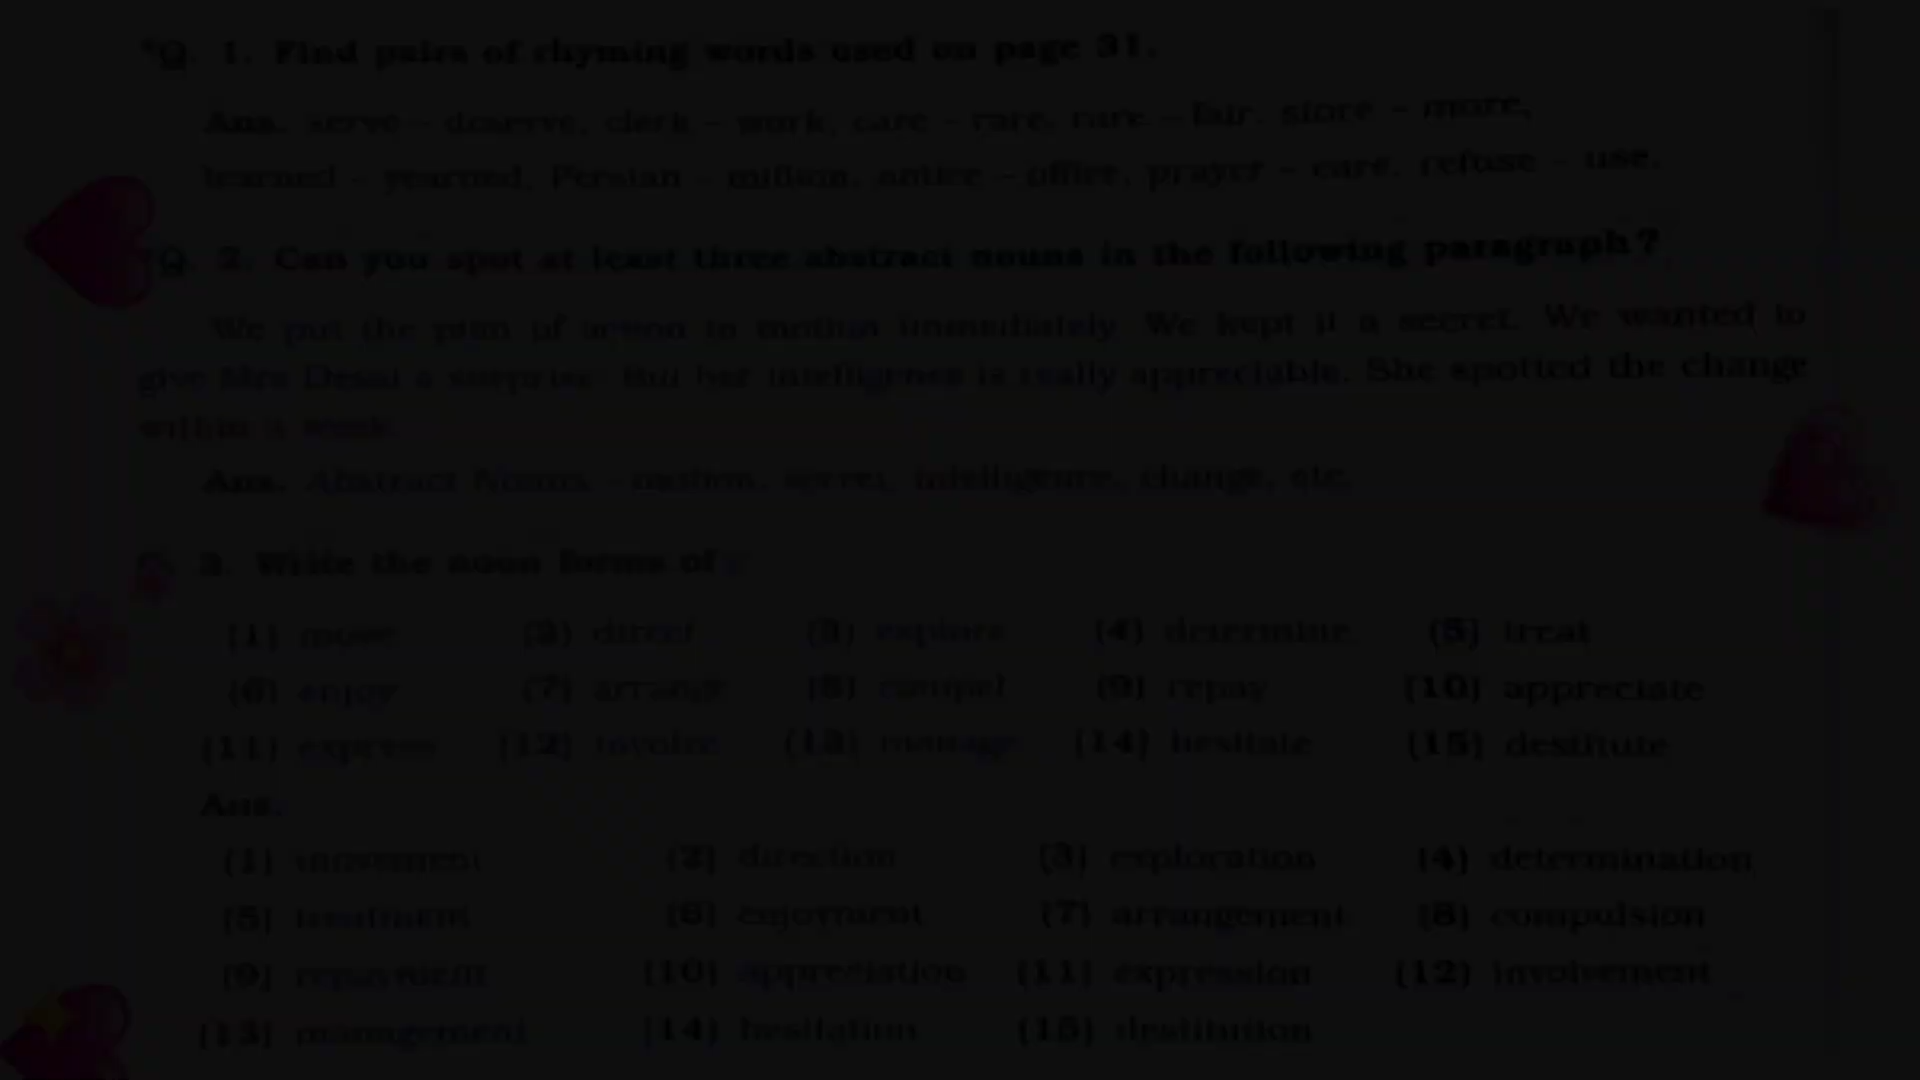 *Q. 1. Find pairs of rhyming words used on page 31.
Ans. serve – deserve, clerk – work, care – rare, rare – fair, store – more,
learned – yearned, Persian – million, entice – office, prayer – care, refuse – use.
*Q. 2. Can you spot at least three abstract nouns in the following paragraph?
We put the plan of action in motion immediately. We kept it a secret. We wanted to
give Mrs Desai a surprise. But her intelligence is really appreciable. She spotted the change
within a week.
Ans. Abstract Nouns – motion, secret, intelligence, change, etc.
3. Write the noun forms of :
(1) move (2) direct (3) explore (4) determine (5) treat
(6) enjoy (7) arrange (8) compel (9) repay (10) appreciate
(11) express (12) involve (13) manage (14) hesitate (15) destitute
Ans.
(1) movement (2) direction (3) exploration (4) determination
(5) treatment (6) enjoyment (7) arrangement (8) compulsion
(9) repayment (10) appreciation (11) expression (12) involvement
(13) management (14) hesitation (15) destitution